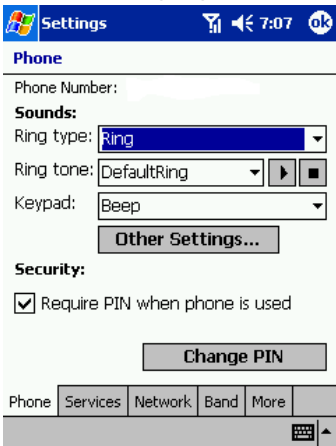 Settings 7:07 ok
Phone
Phone Number:
Sounds:
Ring type: Ring
Ring tone: DefaultRing
Keypad: Beep
Other Settings...
Security:
Require PIN when phone is used
Change PIN
Phone Services Network Band More